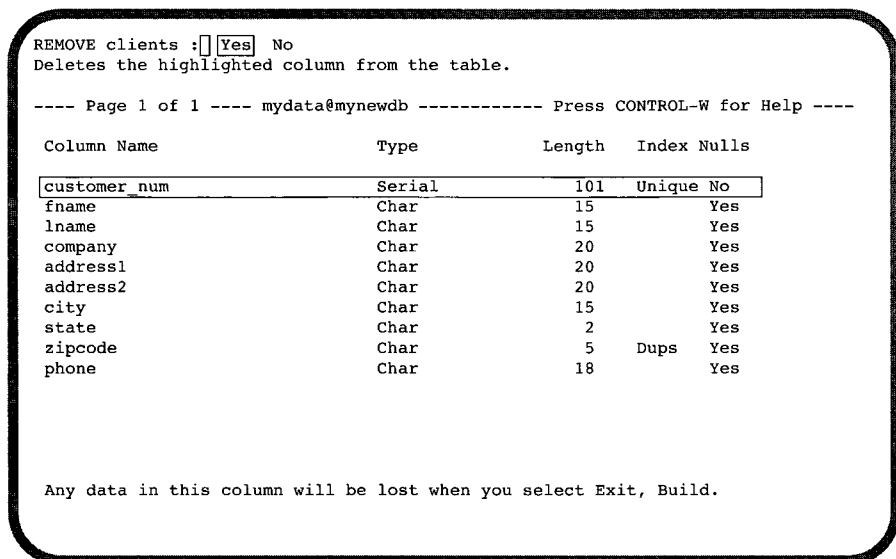 REMOVE clients : Yes No
Deletes the highlighted column from the table.
---- Page 1 of 1 ---- mydata@mynewdb ------------ Press CONTROL-W for Help ----
Column Name Type Length Index Nulls
customer_num Serial 101 Unique No
fname Char 15 Yes
lname Char 15 Yes
company Char 20 Yes
address1 Char 20 Yes
address2 Char 20 Yes
city Char 15 Yes
state Char 2 Yes
zipcode Char 5 Dups Yes
phone Char 18 Yes
Any data in this column will be lost when you select Exit, Build.